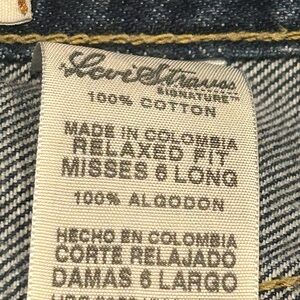 Levi Strauss
SIGNATURE™
100% COTTON
MADE IN COLOMBIA
RELAXED FIT
MISSES 6 LONG
100% ALGODON
HECHO EN COLOMBIA
CORTE RELAJADO
DAMAS 6 LARGO